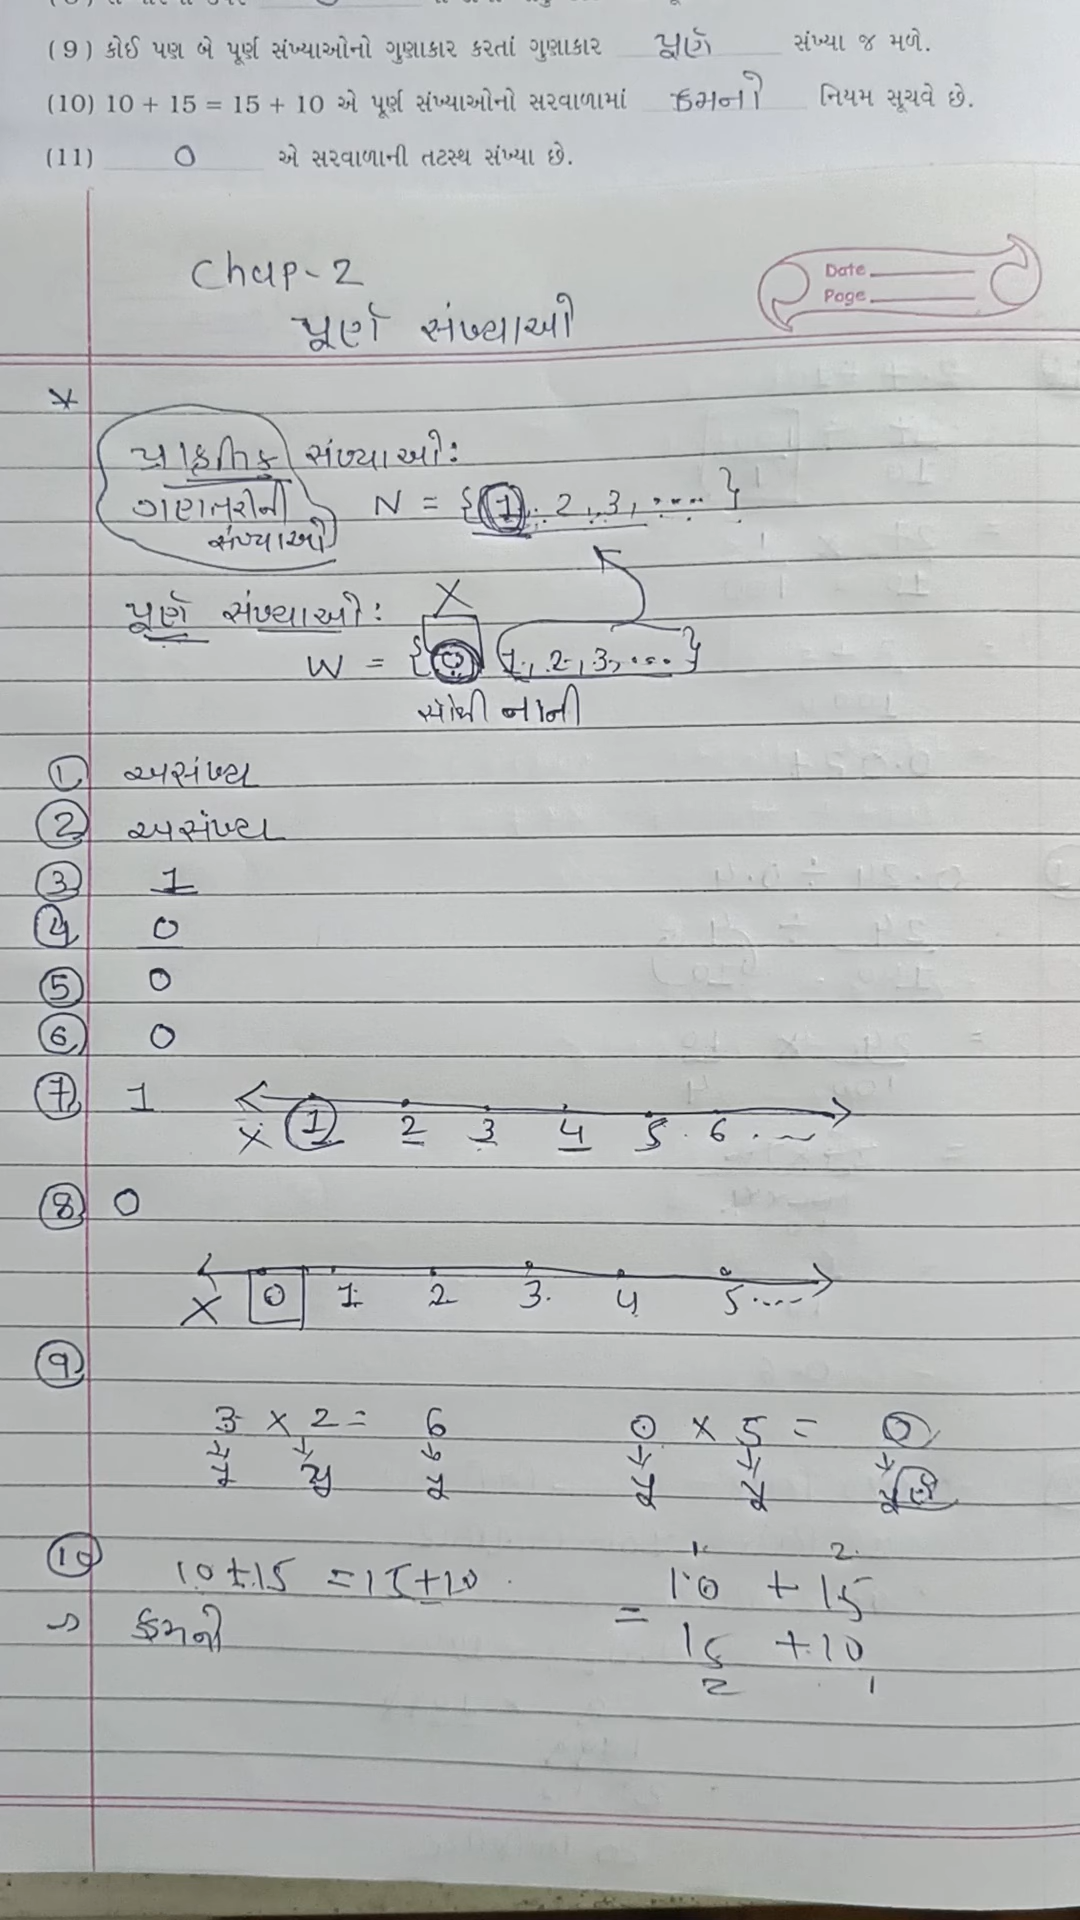 (9) કોઈ પણ બે પૂર્ણ સંખ્યાઓનો ગુણાકાર કરતાં ગુણાકાર પૂર્ણ સંખ્યા જ મળે.
(10) 10 + 15 = 15 + 10 એ પૂર્ણ સંખ્યાઓનો સરવાળામાં ક્રમનો નિયમ સૂચવે છે.
(11) 0 એ સરવાળાની તટસ્થ સંખ્યા છે.
Chap-2
Date
પૂર્ણ સંખ્યાઓ
Page
પ્રાકૃતિક સંખ્યાઓ:
ગણતરીની સંખ્યાઓ N = {1, 2, 3, ....}
X
પૂર્ણ સંખ્યાઓ:
W = {0, 1, 2, 3, ....}
સૌથી નાની
① અસંખ્ય
② અસંખ્ય
③ 1
④ 0
⑤ 0
⑥ 0
⑦ 1
X 1 2 3 4 5 6 ....
⑧ 0
X 0 1 2 3 4 5 ....
⑨
3 × 2 = 6 0 × 5 = 0
પૂ પૂ પૂ પૂ પૂ પૂર્ણ
⑩ 10+15 = 15+10
1 2
10 + 15
= 15 + 10
2 1
→ ક્રમનો